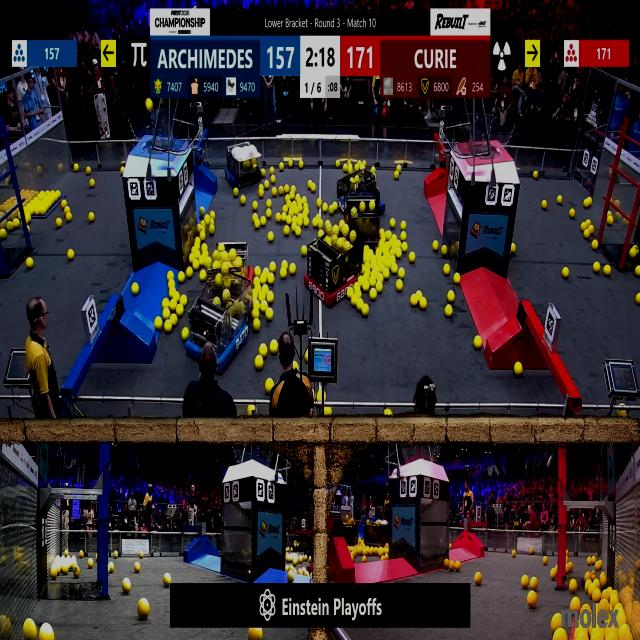 FIRST
CHAMPIONSHIP
Lower Bracket - Round 3 - Match 10
REBUILT
157
π
ARCHIMEDES
157
2:18
171
CURIE
171
7407
5940
9470
1 / 6
:08
8613
6800
254
Einstein Playoffs
molex